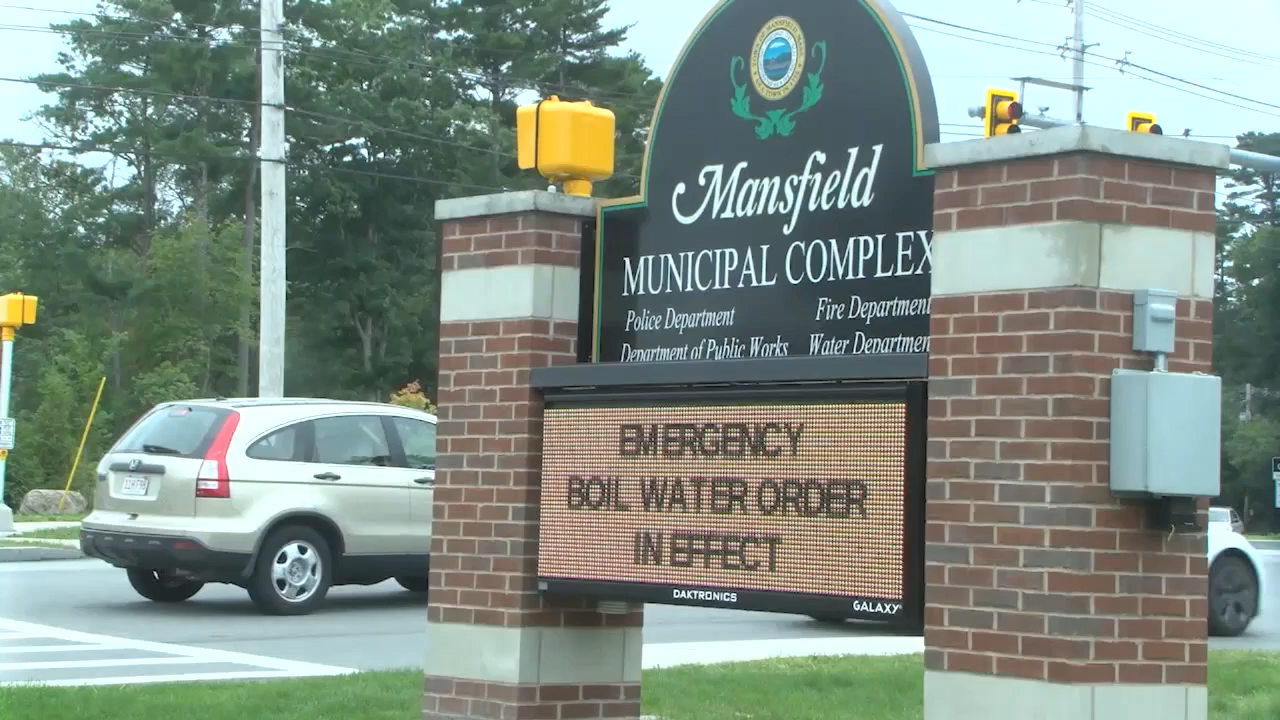 Mansfield
MUNICIPAL COMPLEX
Police Department Fire Department
Department of Public Works Water Department
EMERGENCY
BOIL WATER ORDER
IN EFFECT
DAKTRONICS GALAXY